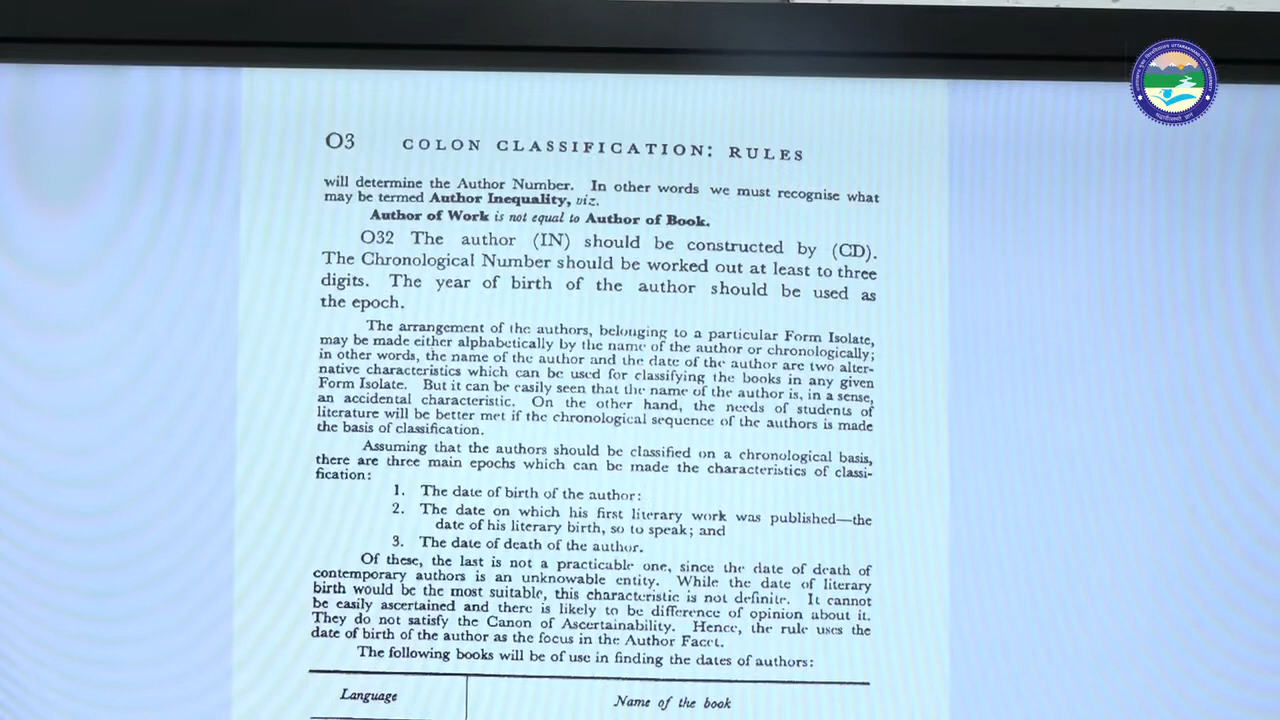 O3 COLON CLASSIFICATION: RULES
will determine the Author Number. In other words we must recognise what
may be termed Author Inequality, viz.
Author of Work is not equal to Author of Book.
O32 The author (IN) should be constructed by (CD).
The Chronological Number should be worked out at least to three
digits. The year of birth of the author should be used as
the epoch.
The arrangement of the authors, belonging to a particular Form Isolate,
may be made either alphabetically by the name of the author or chronologically;
in other words, the name of the author and the date of the author are two alter-
native characteristics which can be used for classifying the books in any given
Form Isolate. But it can be easily seen that the name of the author is, in a sense,
an accidental characteristic. On the other hand, the needs of students of
literature will be better met if the chronological sequence of the authors is made
the basis of classification.
Assuming that the authors should be classified on a chronological basis,
there are three main epochs which can be made the characteristics of classi-
fication:
1. The date of birth of the author:
2. The date on which his first literary work was published—the
date of his literary birth, so to speak; and
3. The date of death of the author.
Of these, the last is not a practicable one, since the date of death of
contemporary authors is an unknowable entity. While the date of literary
birth would be the most suitable, this characteristic is not definite. It cannot
be easily ascertained and there is likely to be difference of opinion about it.
They do not satisfy the Canon of Ascertainability. Hence, the rule uses the
date of birth of the author as the focus in the Author Facet.
The following books will be of use in finding the dates of authors:
Language Name of the book